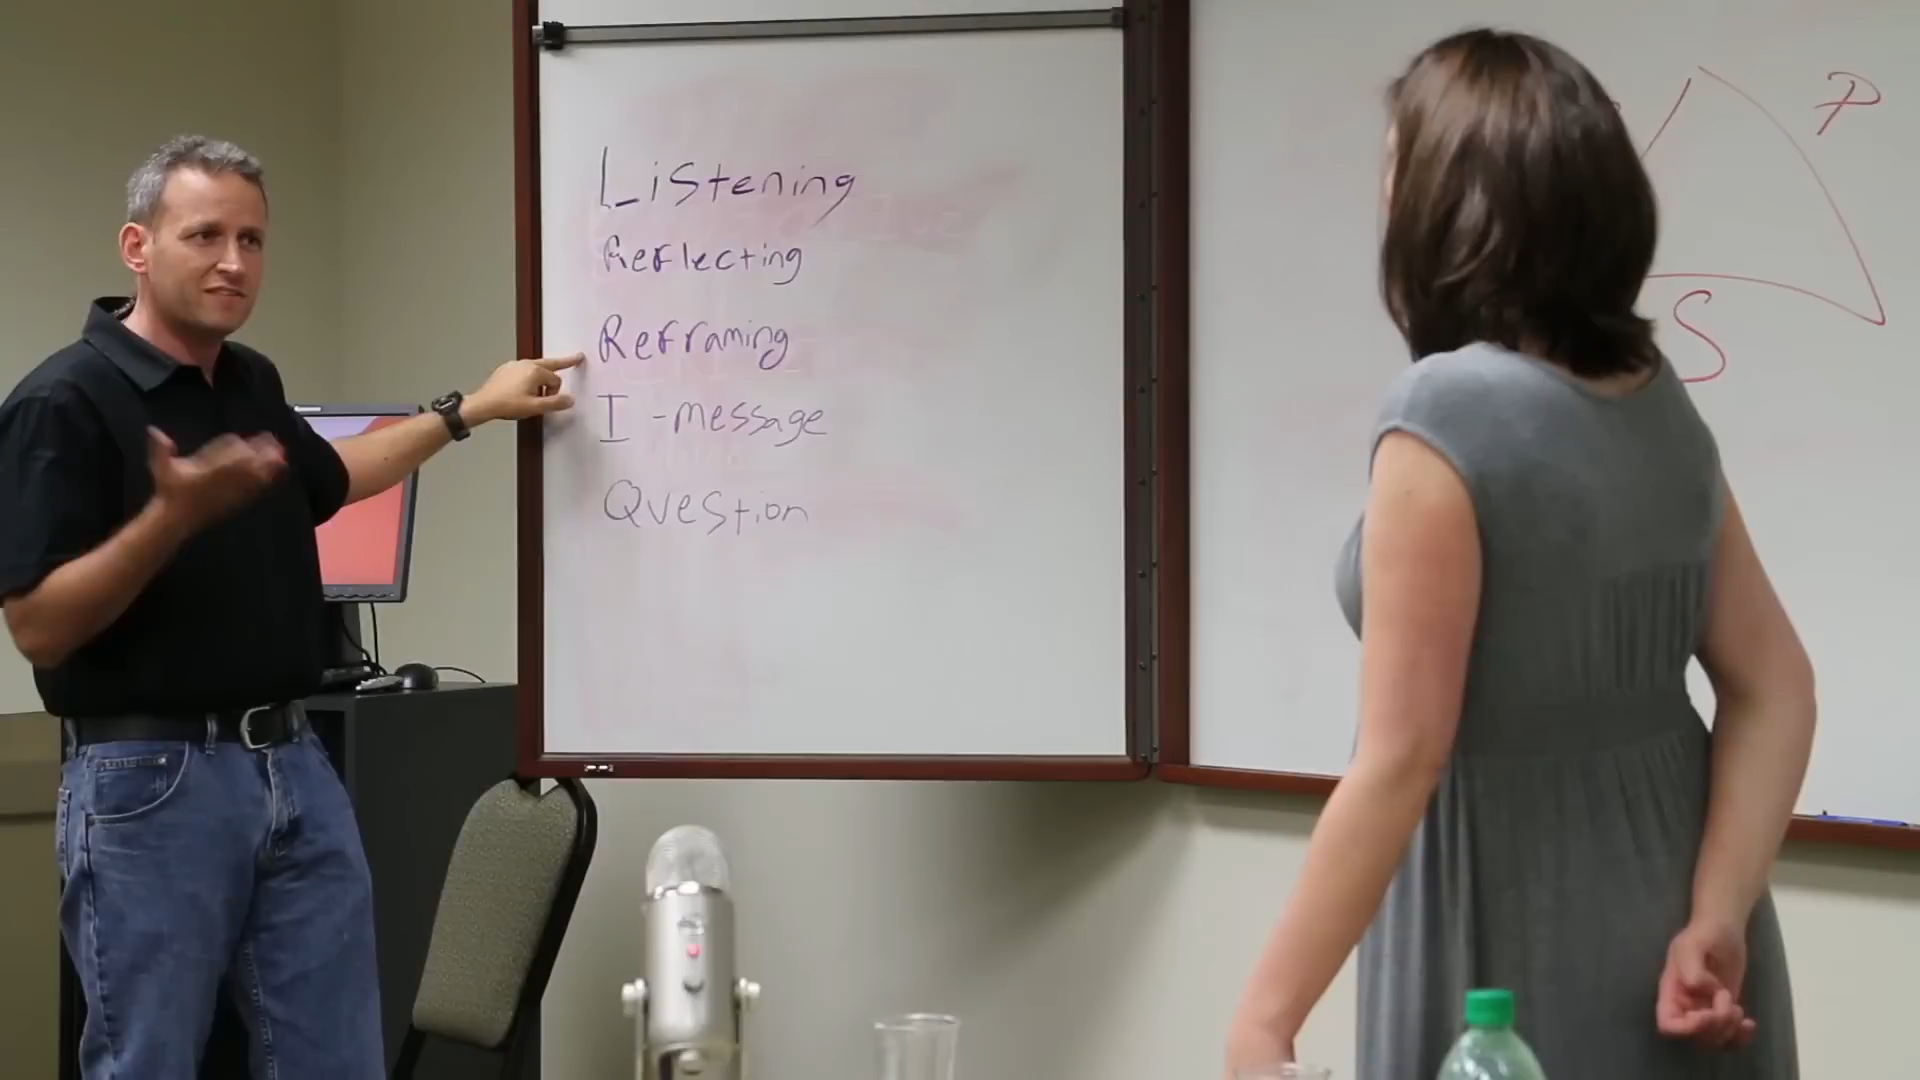 Listening
Reflecting
Reframing
I-message
Question
P
S